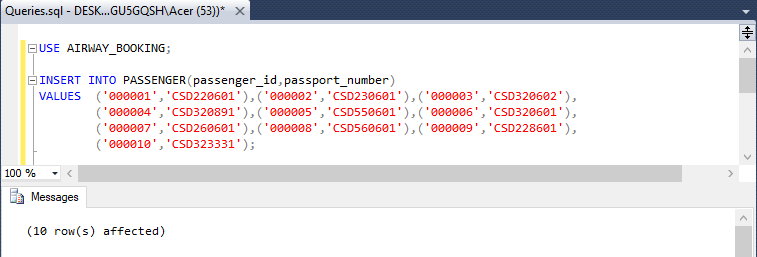 Queries.sql - DESK...GU5GQSH\Acer (53))*
USE AIRWAY_BOOKING;
INSERT INTO PASSENGER(passenger_id,passport_number)
VALUES ('000001','CSD220601'),('000002','CSD230601'),('000003','CSD320602'),
('000004','CSD320891'),('000005','CSD550601'),('000006','CSD320601'),
('000007','CSD260601'),('000008','CSD560601'),('000009','CSD228601'),
('000010','CSD323331');
100 %
Messages
(10 row(s) affected)